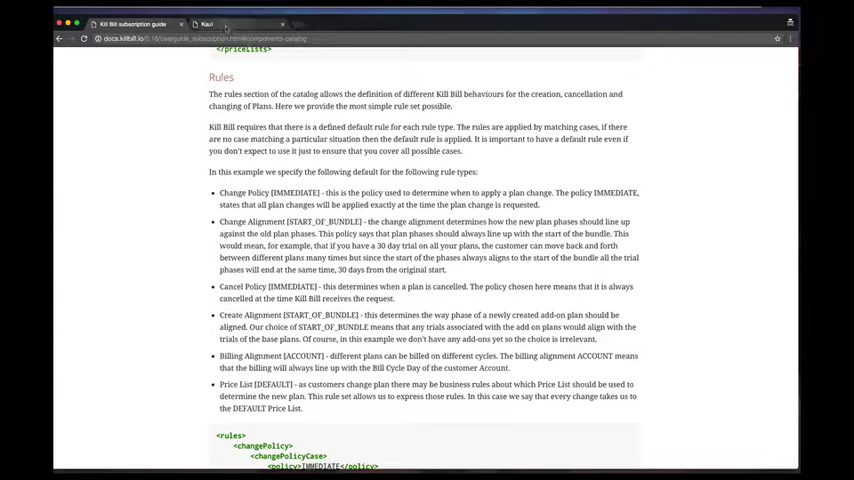 Kill Bill subscription guide
Kaui
docs.killbill.io/0.16/userguide_subscription.html#components-catalog
</priceLists>
Rules
The rules section of the catalog allows the definition of different Kill Bill behaviours for the creation, cancellation and
changing of Plans. Here we provide the most simple rule set possible.
Kill Bill requires that there is a defined default rule for each rule type. The rules are applied by matching cases, if there
are no case matching a particular situation then the default rule is applied. It is important to have a default rule even if
you don't expect to use it just to ensure that you cover all possible cases.
In this example we specify the following default for the following rule types:
• Change Policy [IMMEDIATE] - this is the policy used to determine when to apply a plan change. The policy IMMEDIATE,
states that all plan changes will be applied exactly at the time the plan change is requested.
• Change Alignment [START_OF_BUNDLE] - the change alignment determines how the new plan phases should line up
against the old plan phases. This policy says that plan phases should always line up with the start of the bundle. This
would mean, for example, that if you have a 30 day trial on all your plans, the customer can move back and forth
between different plans many times but since the start of the phases always aligns to the start of the bundle all the trial
phases will end at the same time, 30 days from the original start.
• Cancel Policy [IMMEDIATE] - this determines when a plan is cancelled. The policy chosen here means that it is always
cancelled at the time Kill Bill receives the request.
• Create Alignment [START_OF_BUNDLE] - this determines the way phase of a newly created add-on plan should be
aligned. Our choice of START_OF_BUNDLE means that any trials associated with the add on plans would align with the
trials of the base plans. Of course, in this example we don't have any add-ons yet so the choice is irrelevant.
• Billing Alignment [ACCOUNT] - different plans can be billed on different cycles. The billing alignment ACCOUNT means
that the billing will always line up with the Bill Cycle Day of the customer Account.
• Price List [DEFAULT] - as customers change plan there may be business rules about which Price List should be used to
determine the new plan. This rule set allows us to express those rules. In this case we say that every change takes us to
the DEFAULT Price List.
<rules>
<changePolicy>
<changePolicyCase>
<policy>IMMEDIATE</policy>